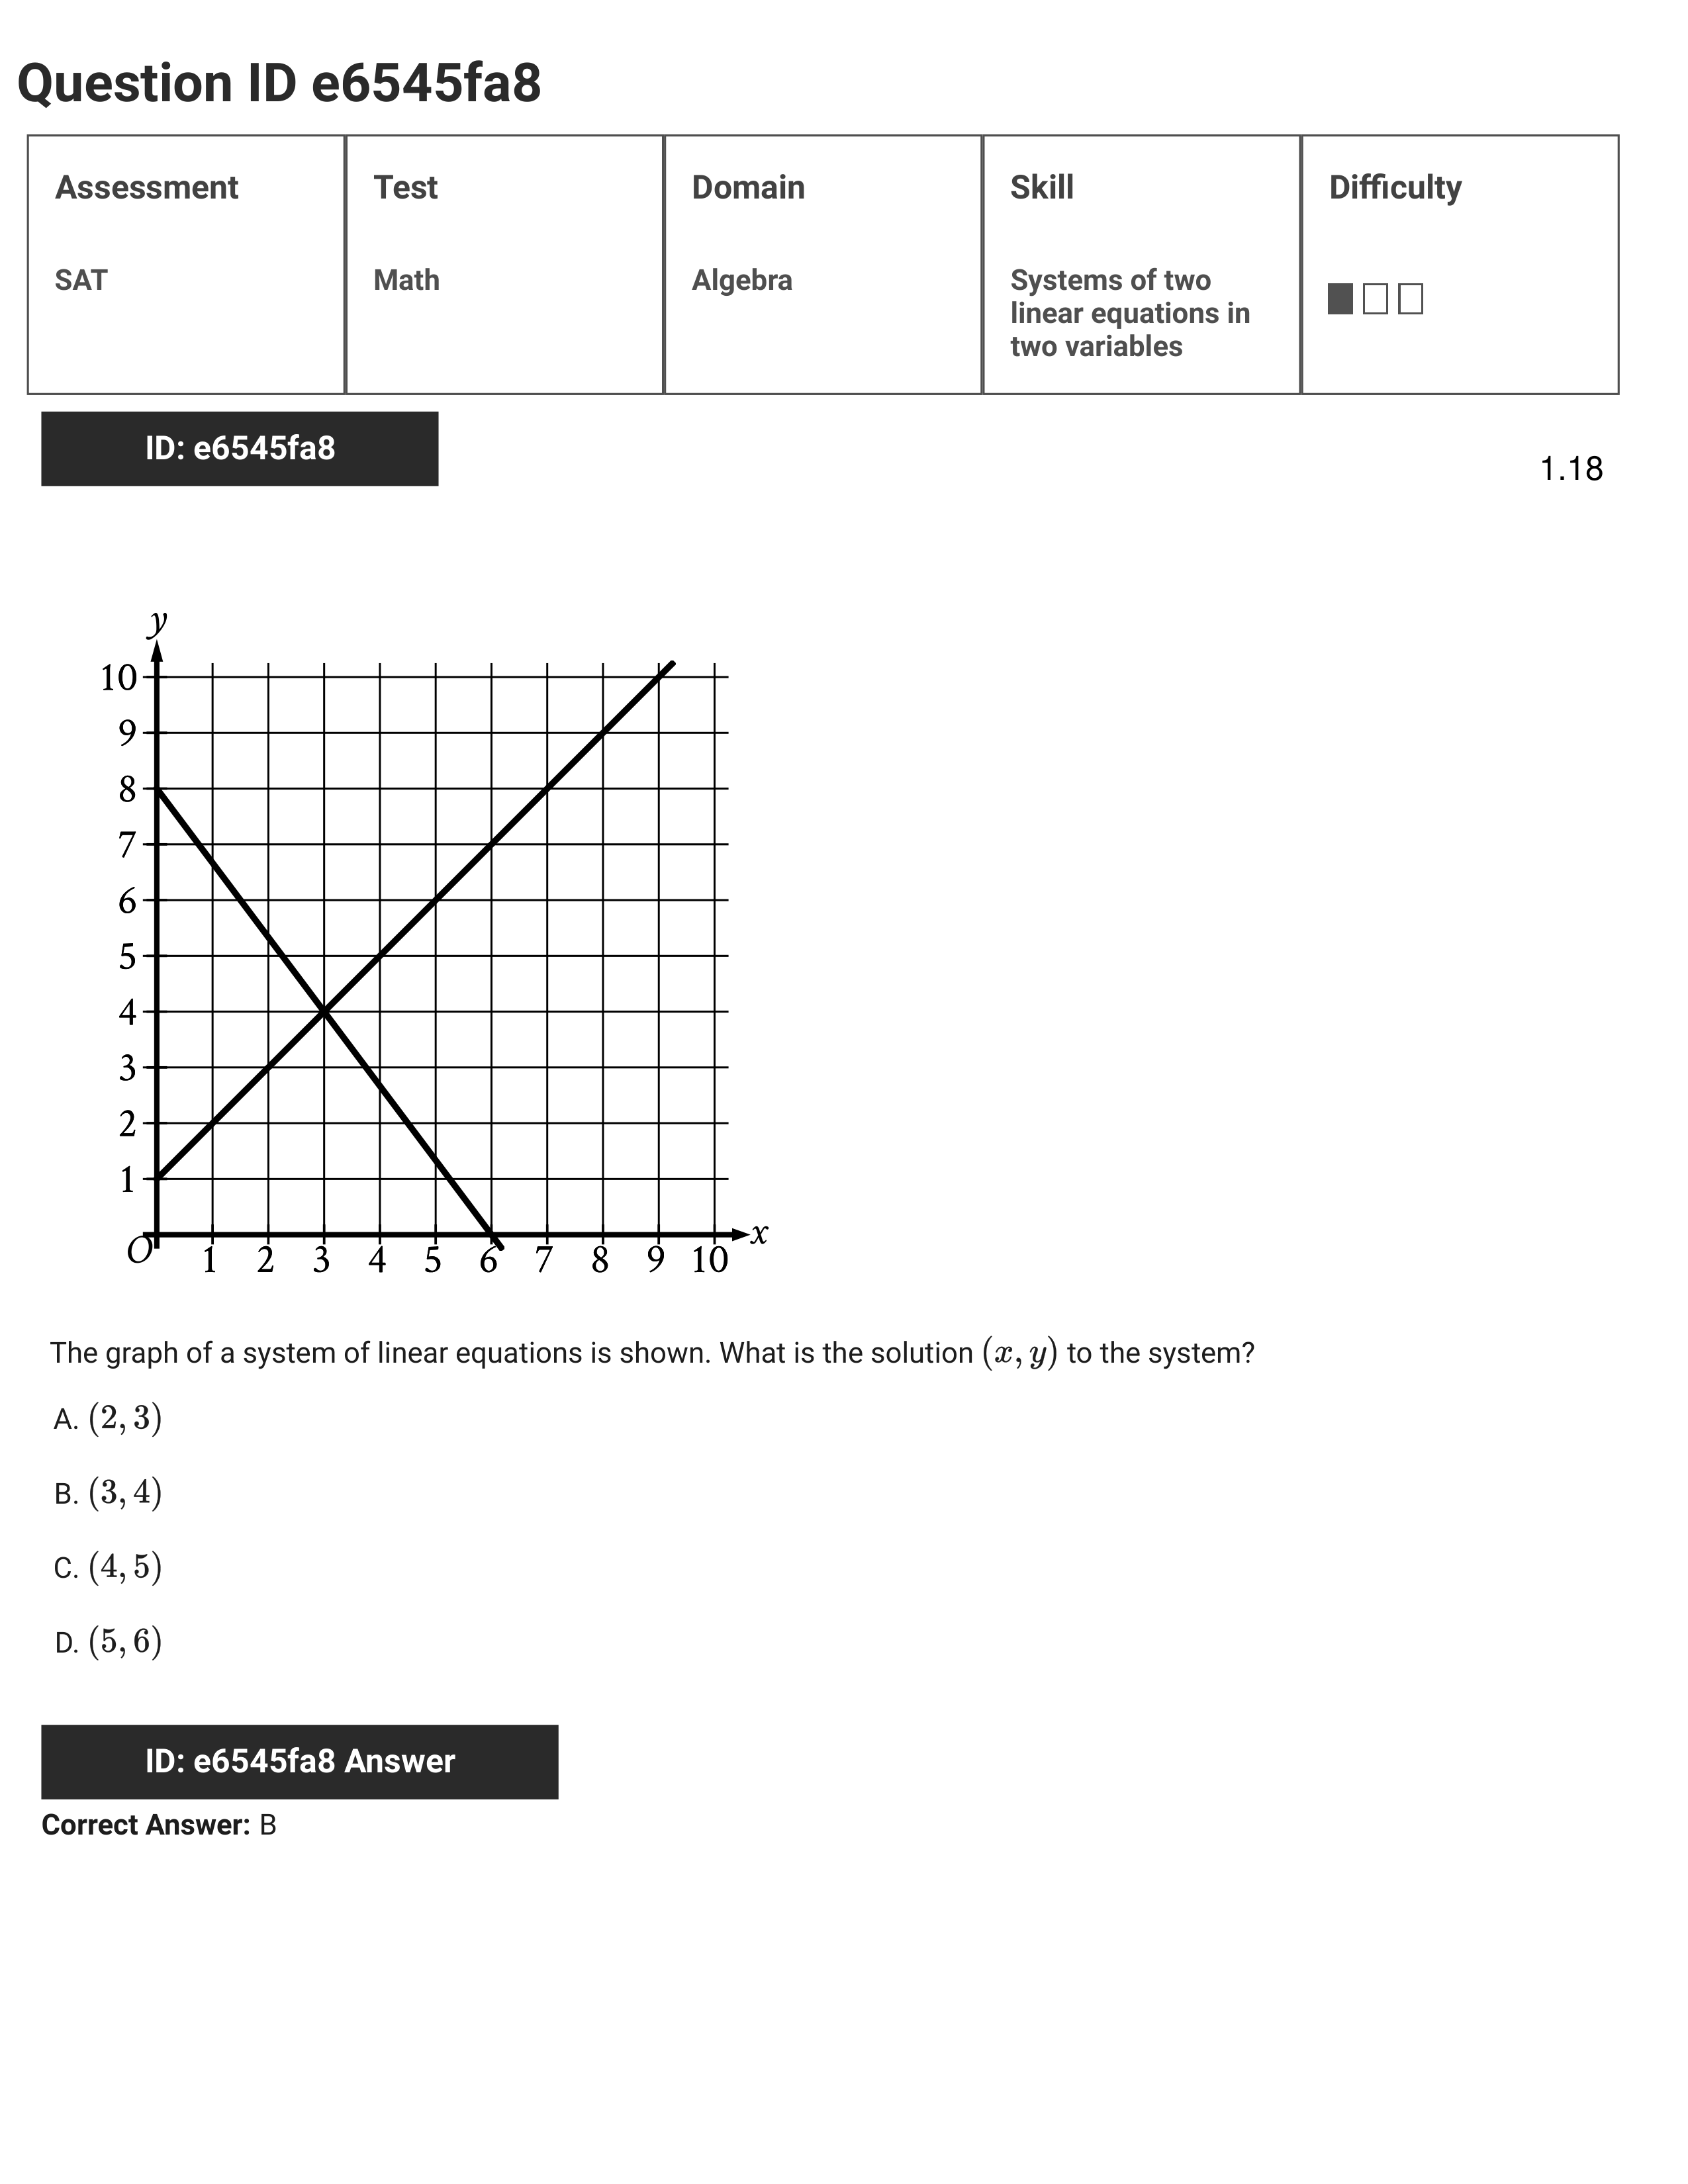 Question ID e6545fa8
Assessment
Test
Domain
Skill
Difficulty
SAT
Math
Algebra
Systems of two
linear equations in
two variables
ID: e6545fa8
1.18
y
10
9
8
7
6
5
4
3
2
1
O
1 2 3 4 5 6 7 8 9 10
x
The graph of a system of linear equations is shown. What is the solution (x, y) to the system?
A. (2, 3)
B. (3, 4)
C. (4, 5)
D. (5, 6)
ID: e6545fa8 Answer
Correct Answer: B